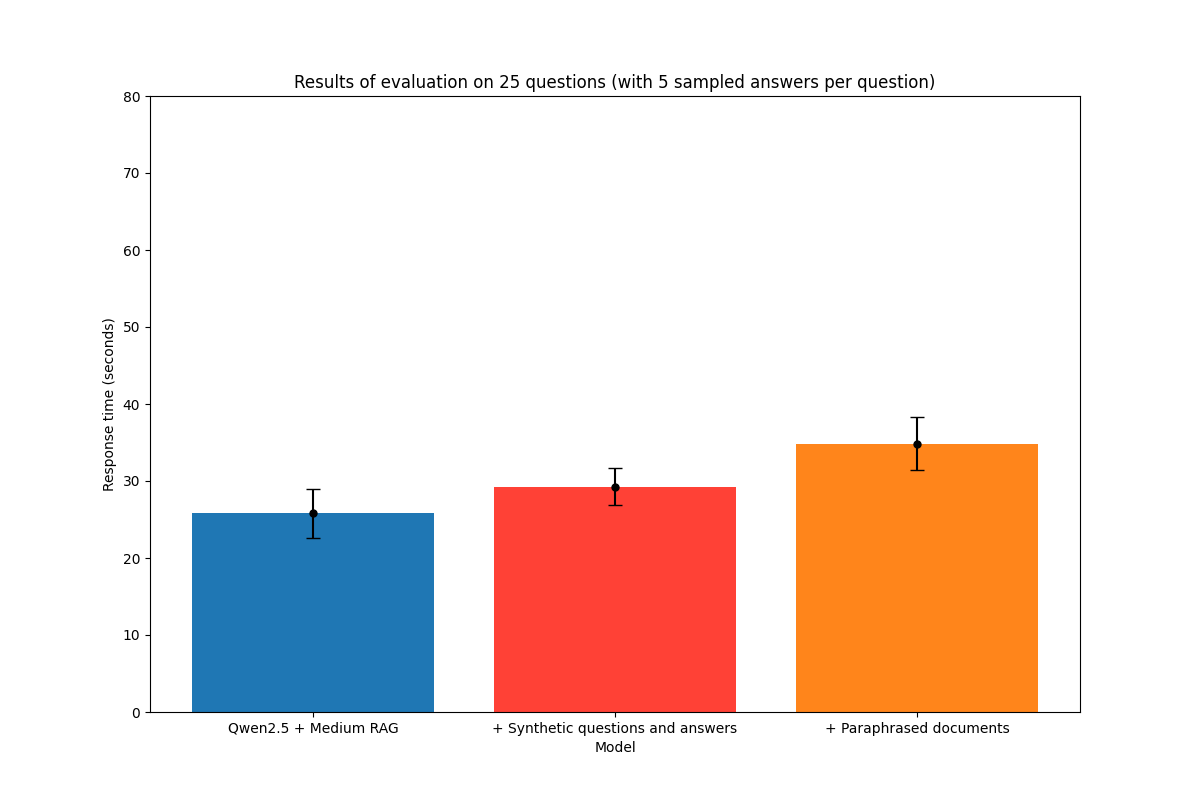 Results of evaluation on 25 questions (with 5 sampled answers per question)
80
70
60
50
40
30
20
10
0
Response time (seconds)
Qwen2.5 + Medium RAG
+ Synthetic questions and answers
+ Paraphrased documents
Model